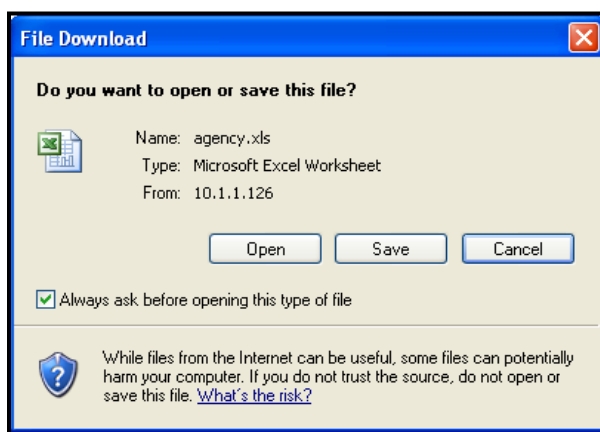 File Download
Do you want to open or save this file?
Name: agency.xls
Type: Microsoft Excel Worksheet
From: 10.1.1.126
Open Save Cancel
Always ask before opening this type of file
While files from the Internet can be useful, some files can potentially
harm your computer. If you do not trust the source, do not open or
save this file. What's the risk?